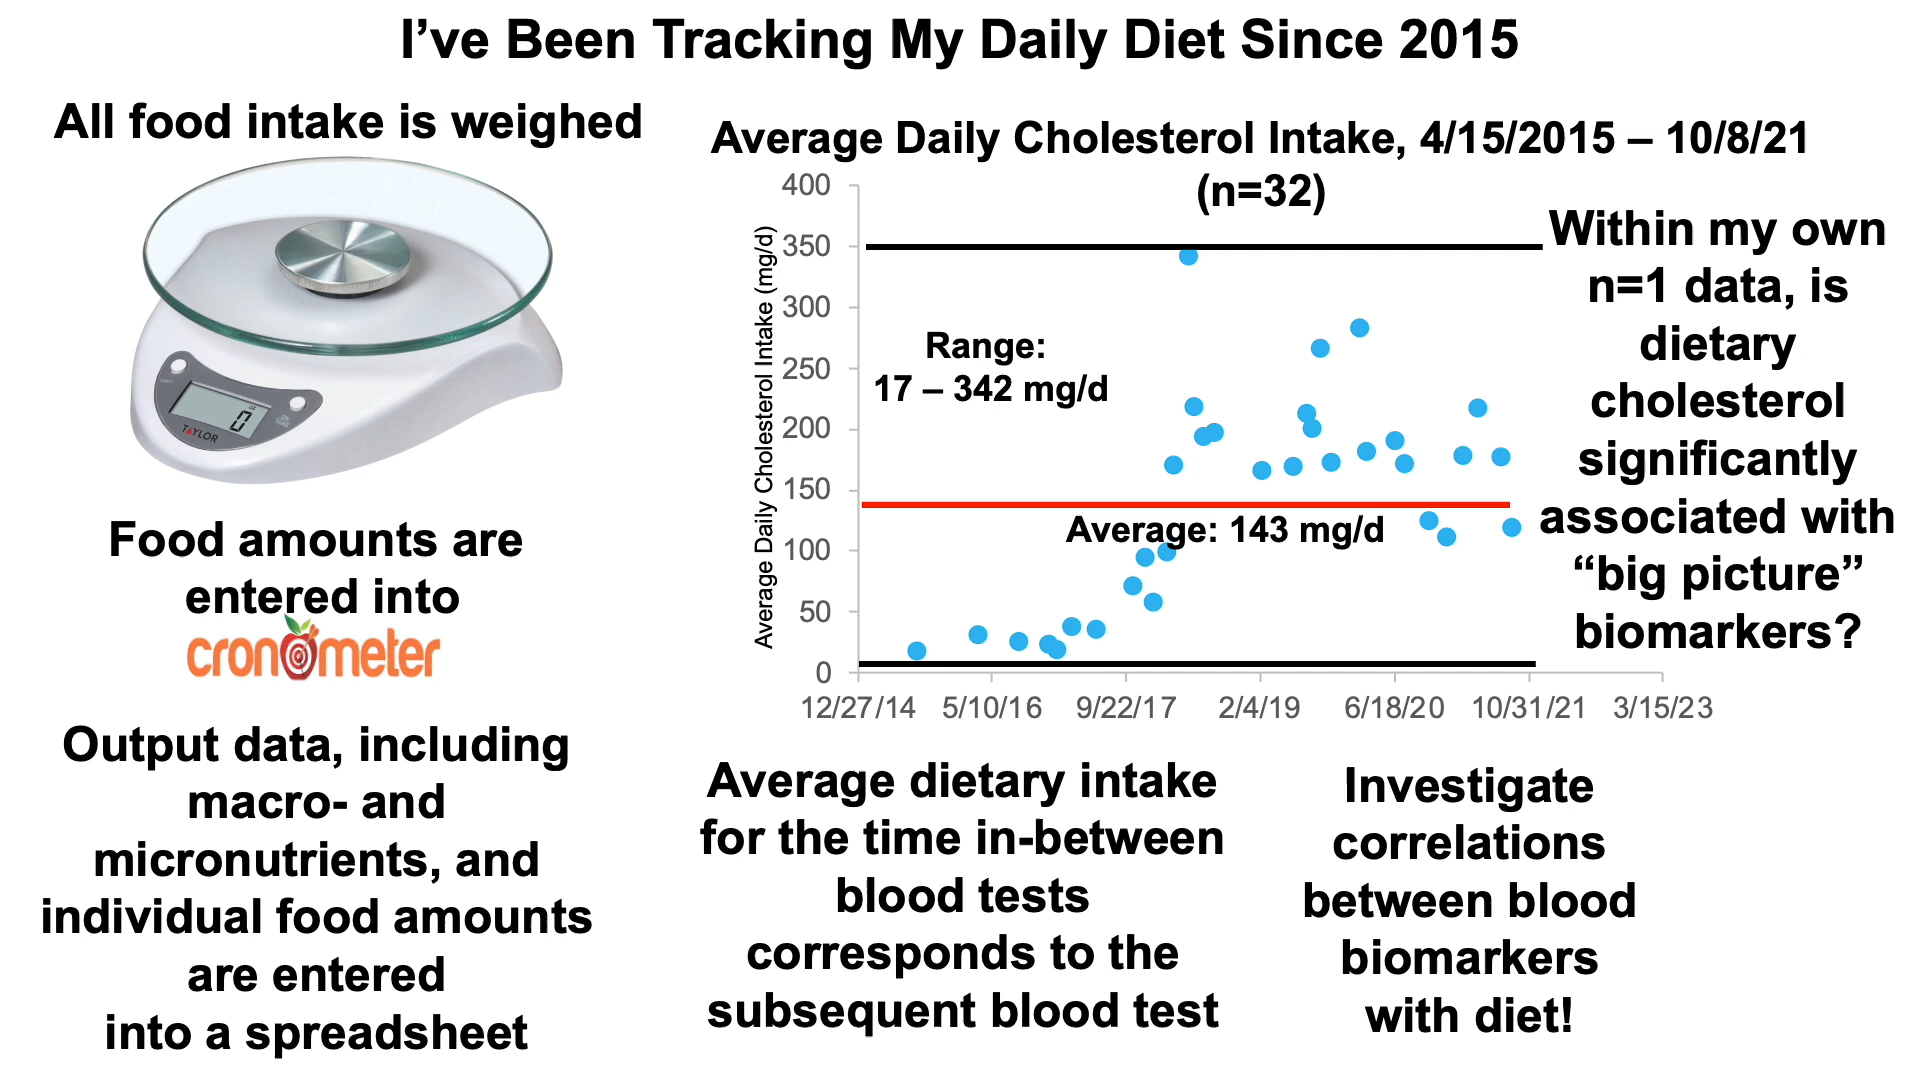 I’ve Been Tracking My Daily Diet Since 2015
All food intake is weighed
TAYLOR
0
Food amounts are
entered into
cronometer
Output data, including
macro- and
micronutrients, and
individual food amounts
are entered
into a spreadsheet
Average Daily Cholesterol Intake, 4/15/2015 – 10/8/21
(n=32)
Average Daily Cholesterol Intake (mg/d)
400
350
300
250
200
150
100
50
0
Range:
17 – 342 mg/d
Average: 143 mg/d
12/27/14 5/10/16 9/22/17 2/4/19 6/18/20 10/31/21 3/15/23
Within my own
n=1 data, is
dietary
cholesterol
significantly
associated with
“big picture”
biomarkers?
Average dietary intake
for the time in-between
blood tests
corresponds to the
subsequent blood test
Investigate
correlations
between blood
biomarkers
with diet!